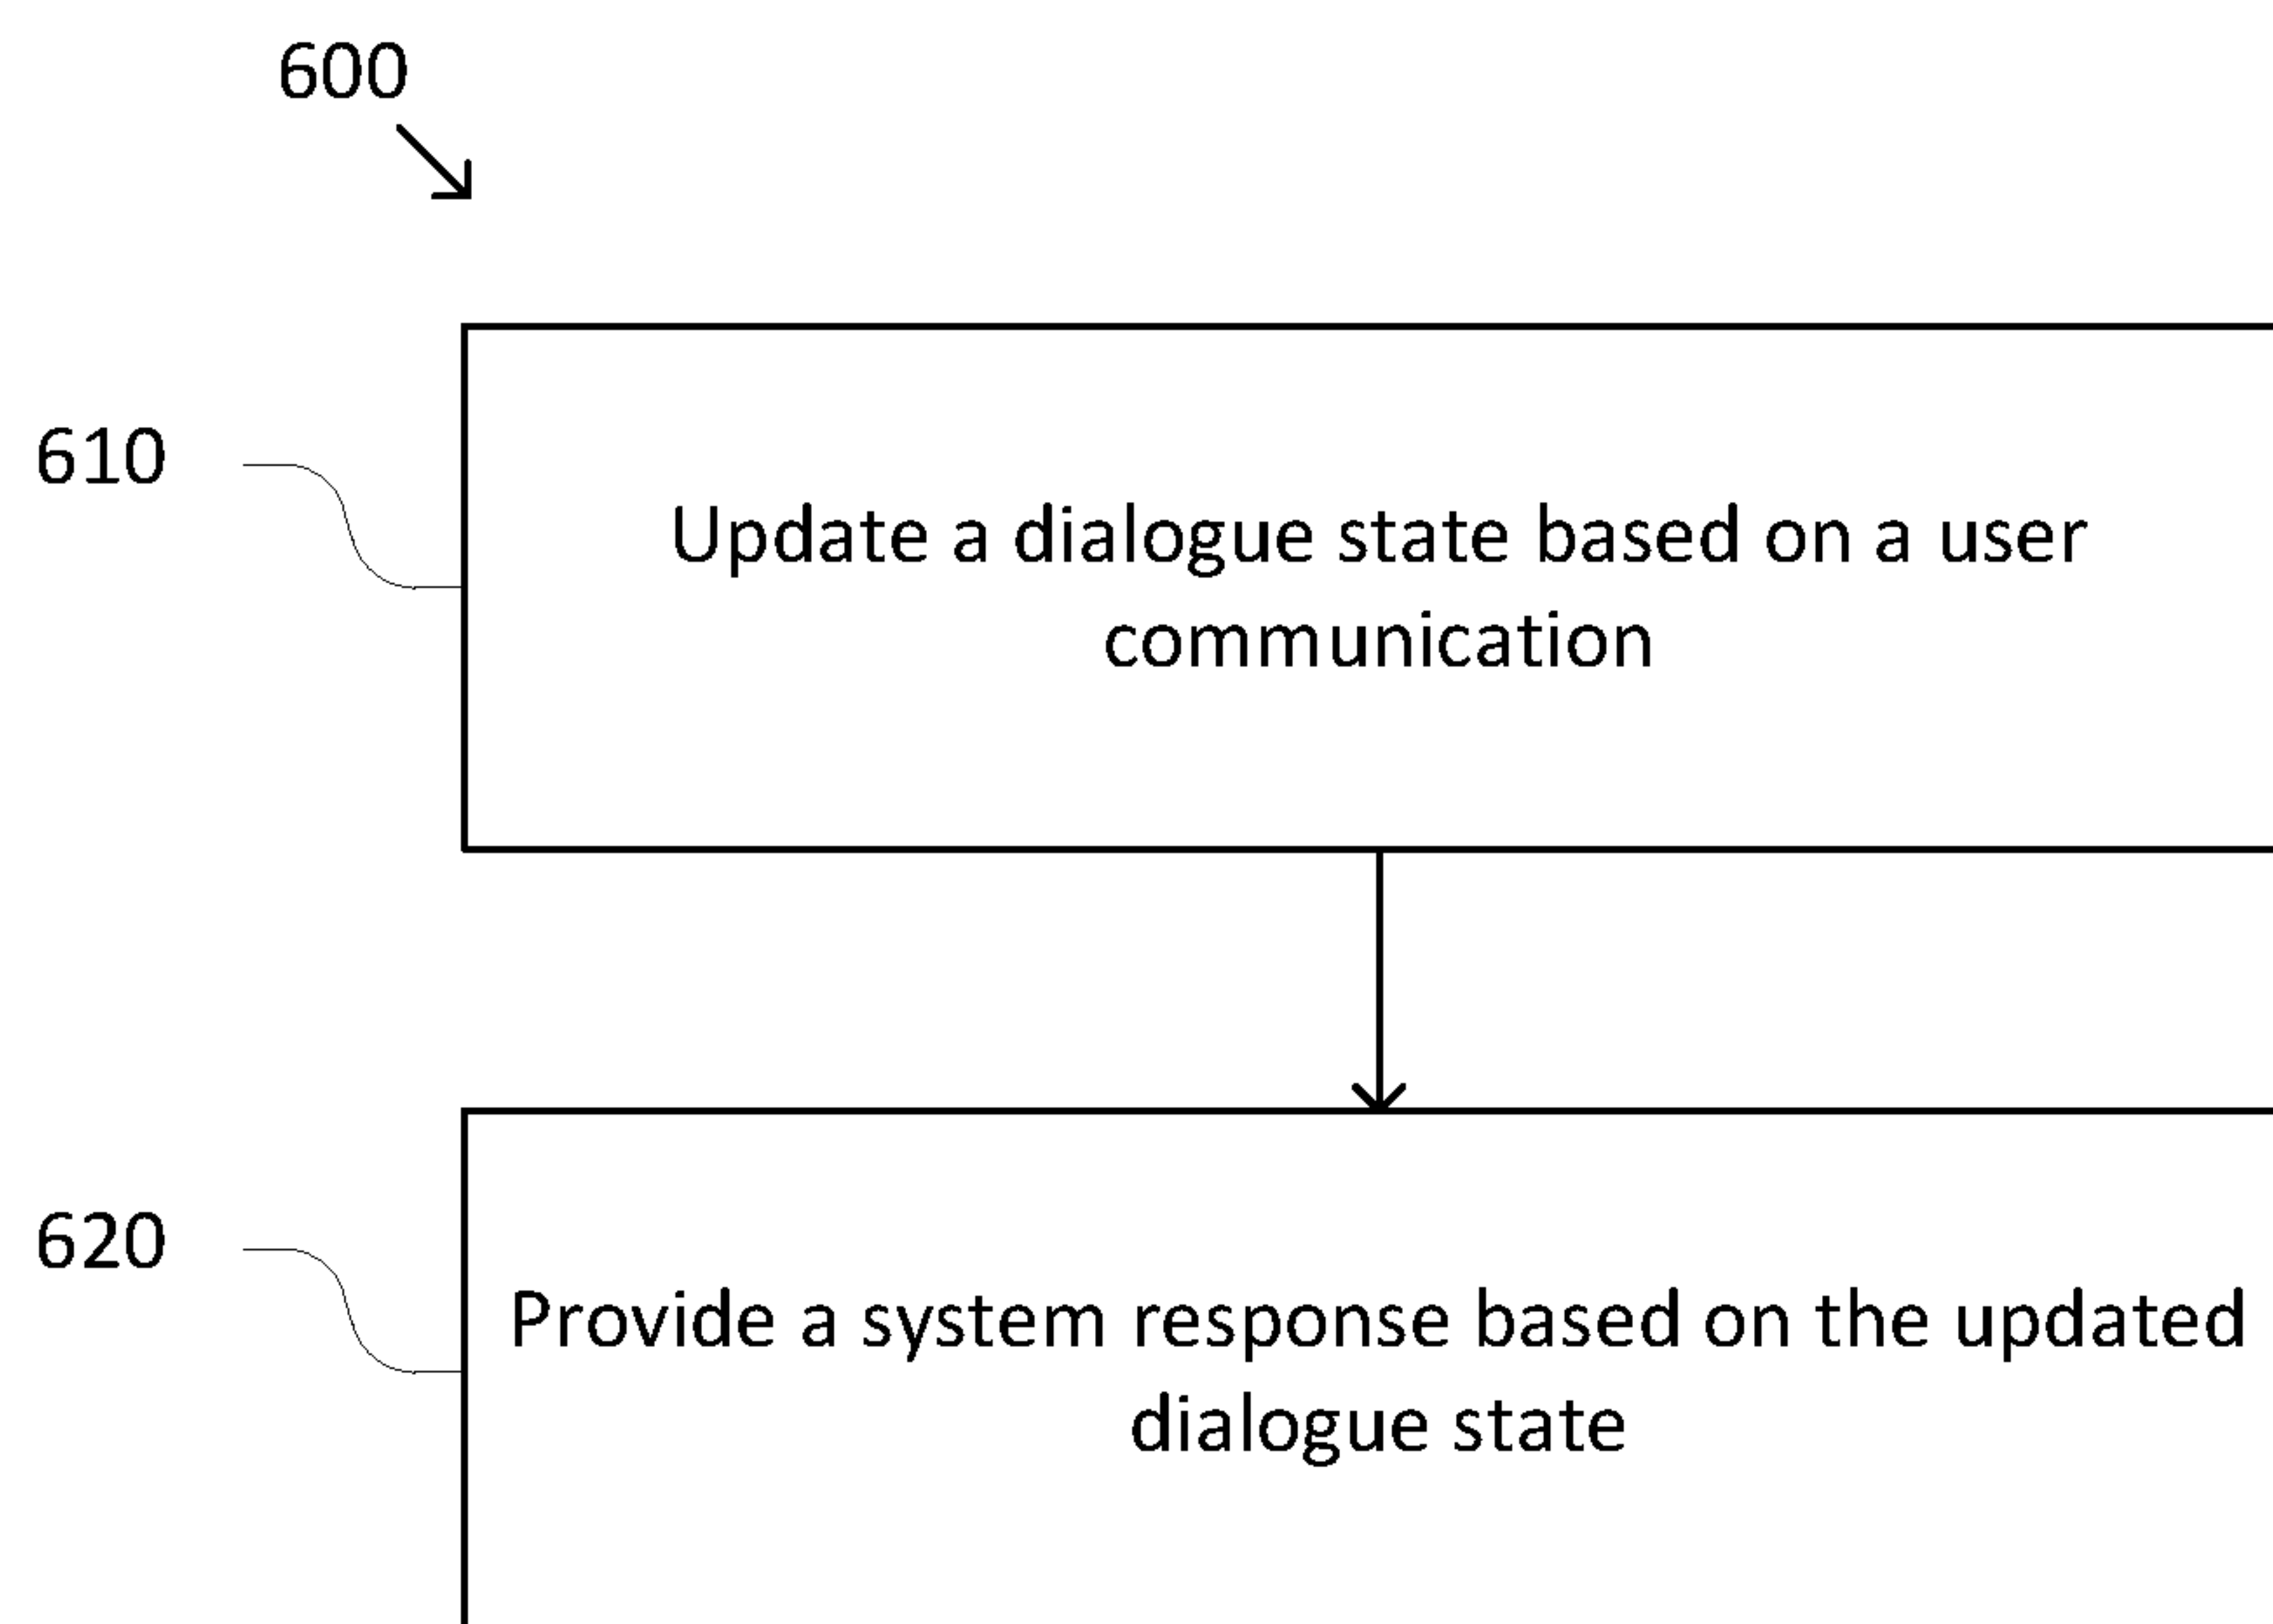 600
610
Update a dialogue state based on a user
communication
620
Provide a system response based on the updated
dialogue state